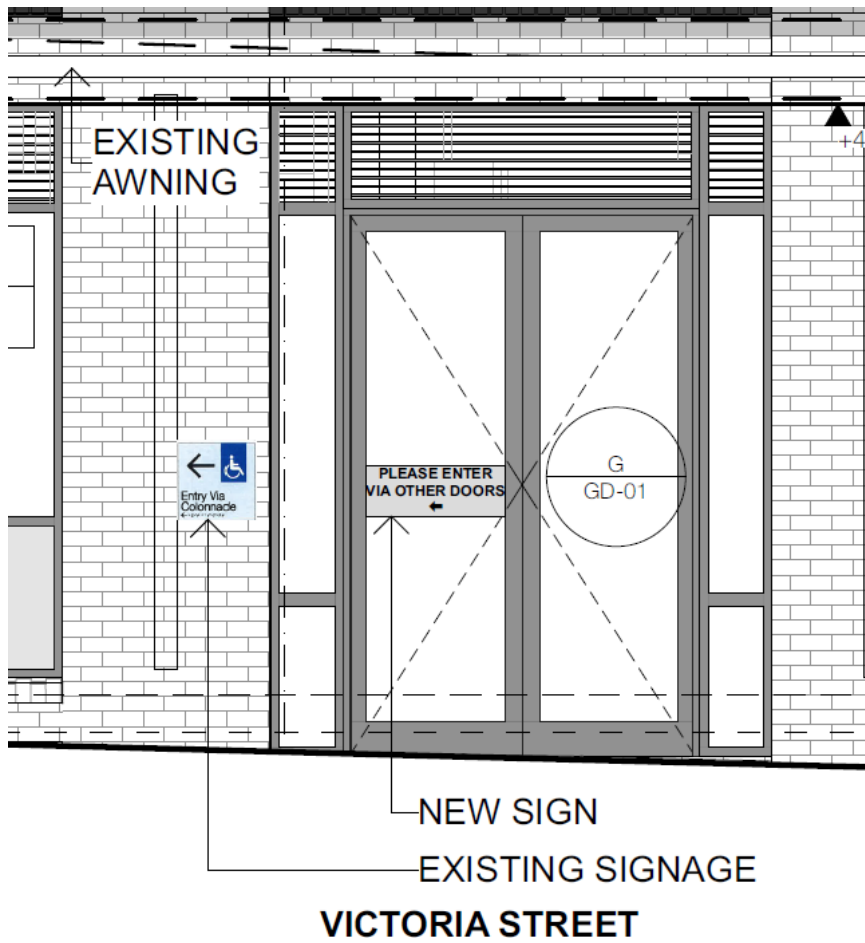 EXISTING
AWNING
+4
Entry Via
Colonnade
PLEASE ENTER
VIA OTHER DOORS
G
GD-01
NEW SIGN
EXISTING SIGNAGE
VICTORIA STREET